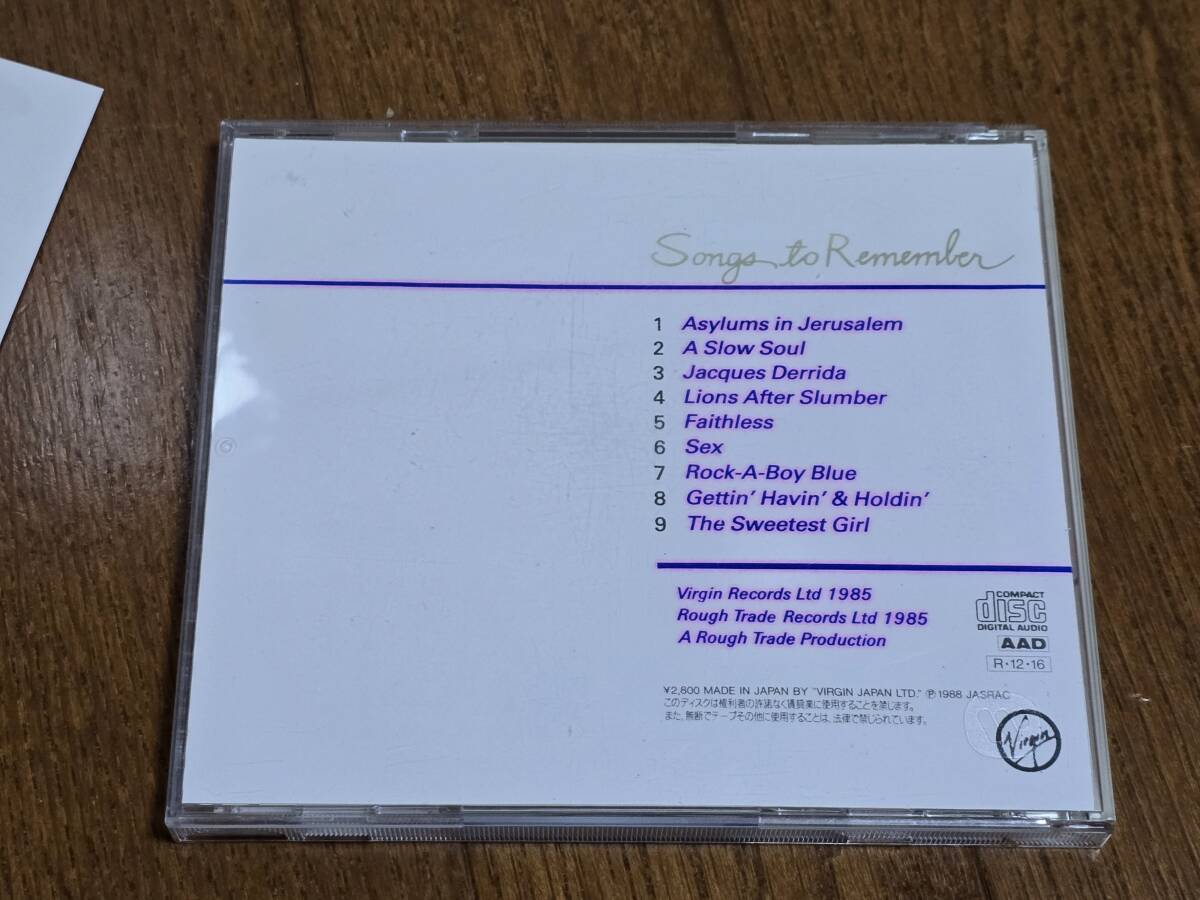 Songs to Remember
1 Asylums in Jerusalem
2 A Slow Soul
3 Jacques Derrida
4 Lions After Slumber
5 Faithless
6 Sex
7 Rock-A-Boy Blue
8 Gettin' Havin' & Holdin'
9 The Sweetest Girl
Virgin Records Ltd 1985
Rough Trade Records Ltd 1985
A Rough Trade Production
COMPACT
disc
DIGITAL AUDIO
AAD
R・12・16
¥2,800 MADE IN JAPAN BY "VIRGIN JAPAN LTD." Ⓟ 1988 JASRAC
このディスクは権利者の許諾なく賃貸業に使用することを禁じます。
また、無断でテープその他に使用することは、法律で禁じられています。
Virgin